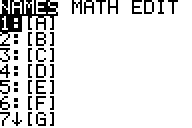 NAMES MATH EDIT
1:[A]
2:[B]
3:[C]
4:[D]
5:[E]
6:[F]
7↓[G]